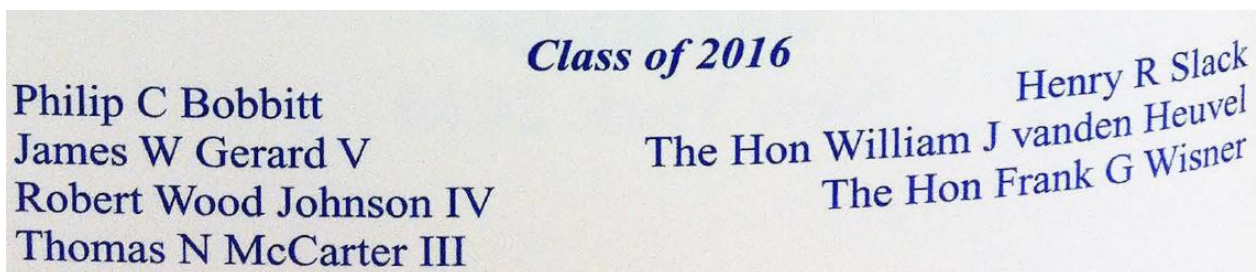 Class of 2016
Philip C Bobbitt
James W Gerard V
Robert Wood Johnson IV
Thomas N McCarter III
Henry R Slack
The Hon William J vanden Heuvel
The Hon Frank G Wisner